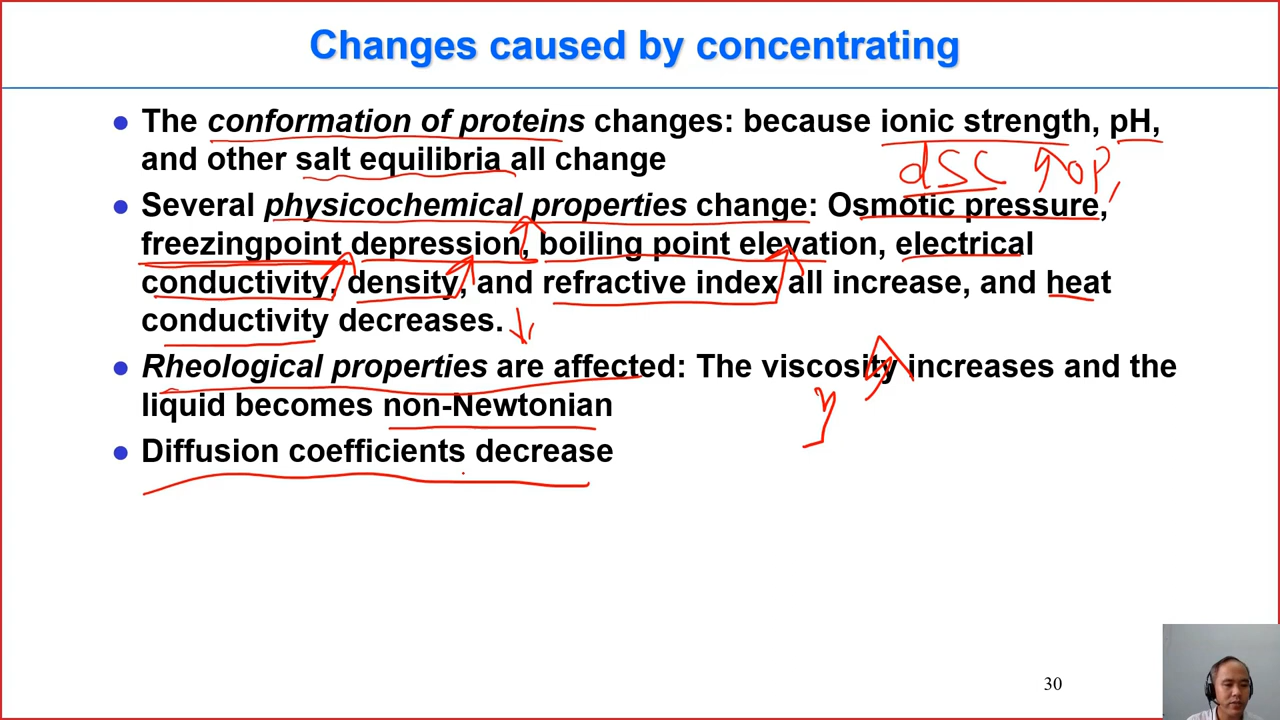 Changes caused by concentrating
● The conformation of proteins changes: because ionic strength, pH,
and other salt equilibria all change
dSC ↑OP,
● Several physicochemical properties change: Osmotic pressure,
freezingpoint depression, boiling point elevation, electrical
conductivity, density, and refractive index all increase, and heat
conductivity decreases.
● Rheological properties are affected: The viscosity increases and the
liquid becomes non-Newtonian
● Diffusion coefficients decrease
30